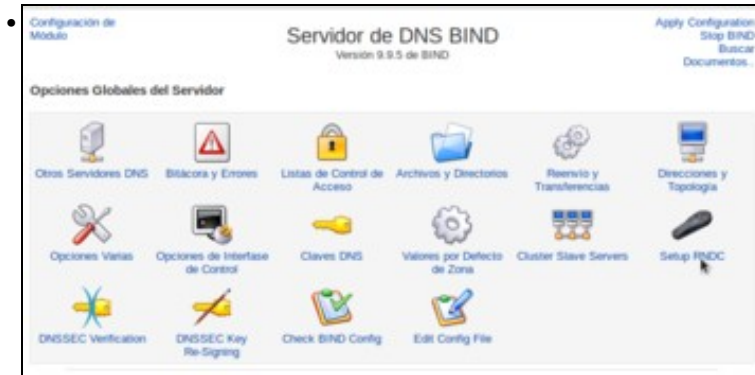 Configuración de
Módulo
Servidor de DNS BIND
Versión 9.9.5 de BIND
Apply Configuration
Stop BIND
Buscar
Documentos..
Opciones Globales del Servidor
Otros Servidores DNS
Bitácora y Errores
Listas de Control de
Acceso
Archivos y Directorios
Reenvío y
Transferencias
Direcciones y
Topología
Opciones Varias
Opciones de Interfase
de Control
Claves DNS
Valores por Defecto
de Zona
Cluster Slave Servers
Setup RNDC
DNSSEC Verification
DNSSEC Key
Re-Signing
Check BIND Config
Edit Config File